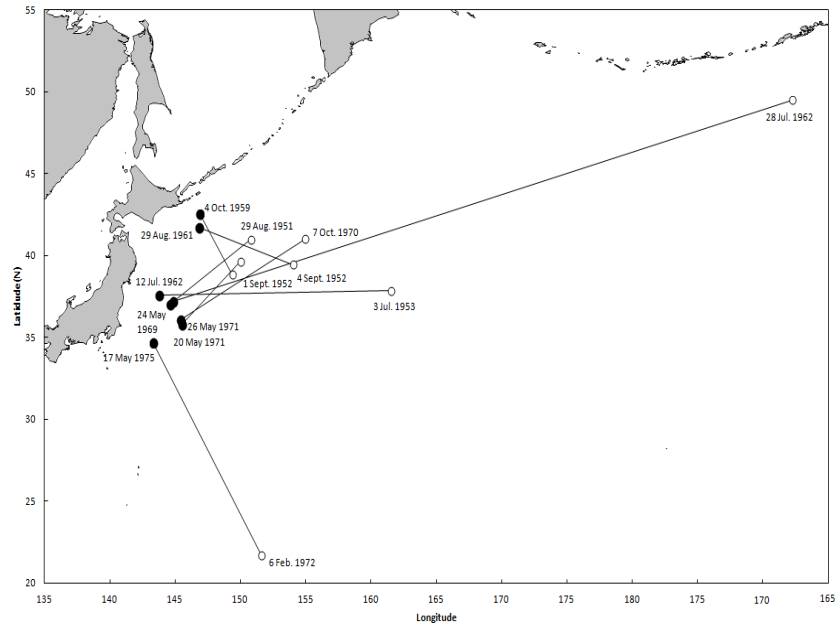 55
50
45
40
35
30
25
20
Latidude(N)
28 Jul. 1962
4 Oct. 1959
29 Aug. 1961
29 Aug. 1951
7 Oct. 1970
12 Jul. 1962
1 Sept. 1952
4 Sept. 1952
3 Jul. 1953
24 May
1969
26 May 1971
20 May 1971
17 May 1975
6 Feb. 1972
135
140
145
150
155
160
165
170
175
180
175
170
165
Longitude